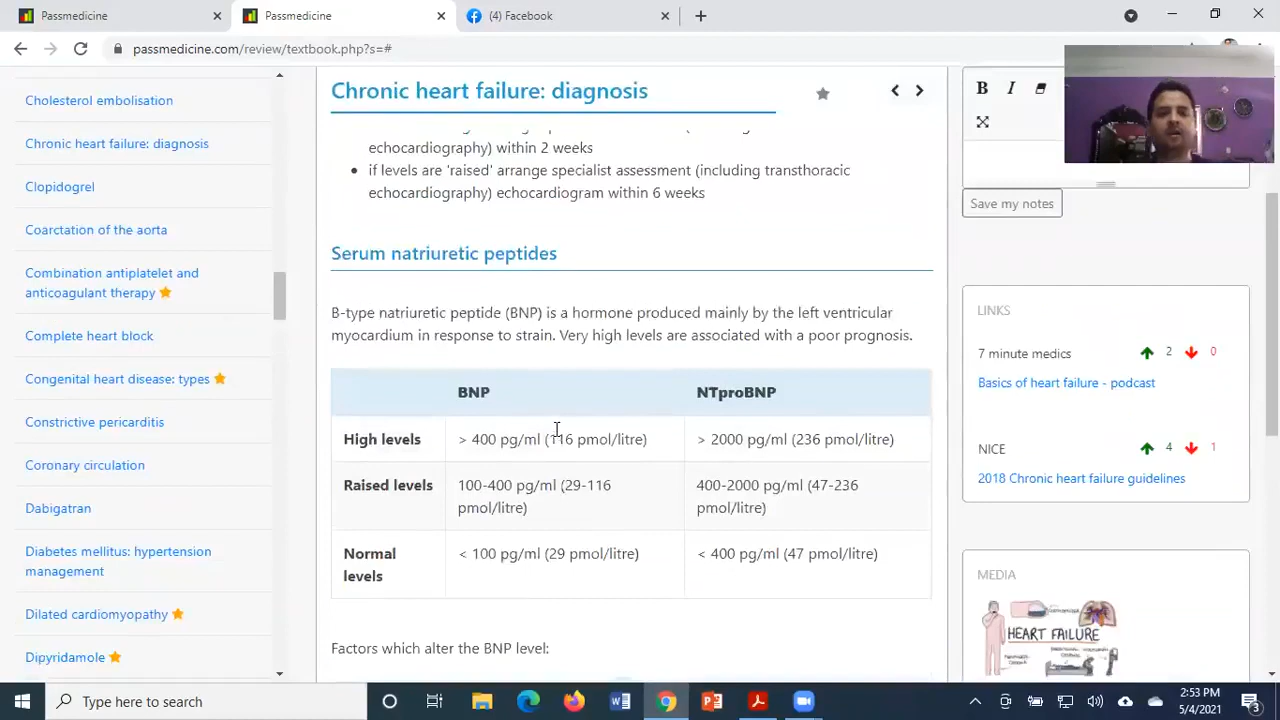 Passmedicine
Passmedicine
(4) Facebook
passmedicine.com/review/textbook.php?s=#
Cholesterol embolisation
Chronic heart failure: diagnosis
Clopidogrel
Coarctation of the aorta
Combination antiplatelet and
anticoagulant therapy
Complete heart block
Congenital heart disease: types
Constrictive pericarditis
Coronary circulation
Dabigatran
Diabetes mellitus: hypertension
management
Dilated cardiomyopathy
Dipyridamole
Chronic heart failure: diagnosis
echocardiography) within 2 weeks
• if levels are 'raised' arrange specialist assessment (including transthoracic
echocardiography) echocardiogram within 6 weeks
Serum natriuretic peptides
B-type natriuretic peptide (BNP) is a hormone produced mainly by the left ventricular
myocardium in response to strain. Very high levels are associated with a poor prognosis.
BNP NTproBNP
High levels > 400 pg/ml (116 pmol/litre) > 2000 pg/ml (236 pmol/litre)
Raised levels 100-400 pg/ml (29-116 400-2000 pg/ml (47-236
pmol/litre) pmol/litre)
Normal < 100 pg/ml (29 pmol/litre) < 400 pg/ml (47 pmol/litre)
levels
Factors which alter the BNP level:
B I
Save my notes
LINKS
7 minute medics 2 0
Basics of heart failure - podcast
NICE 4 1
2018 Chronic heart failure guidelines
MEDIA
HEART FAILURE
Type here to search
2:53 PM
5/4/2021
3